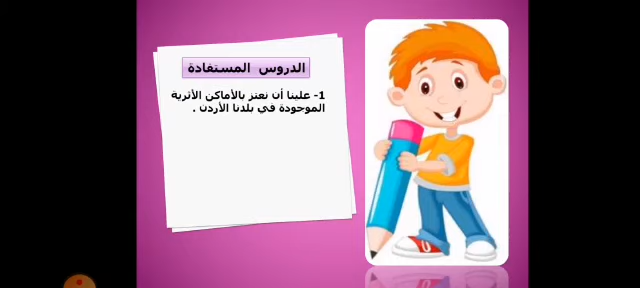 الدروس المستفادة
1- علينا أن نعتز بالأماكن الأثرية
الموجودة في بلدنا الأردن .